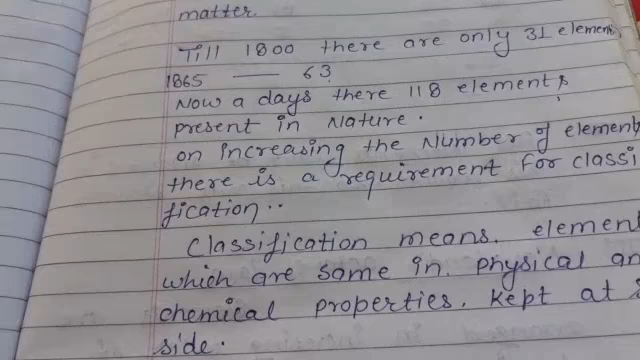 matter.
Till 1800 there are only 31 element
1865 — 63
Now a days there 118 elements
present in Nature.
on increasing the Number of element
there is a requirement for classi
fication..
classification means. element
which are same in physical an
chemical properties. kept at
side.